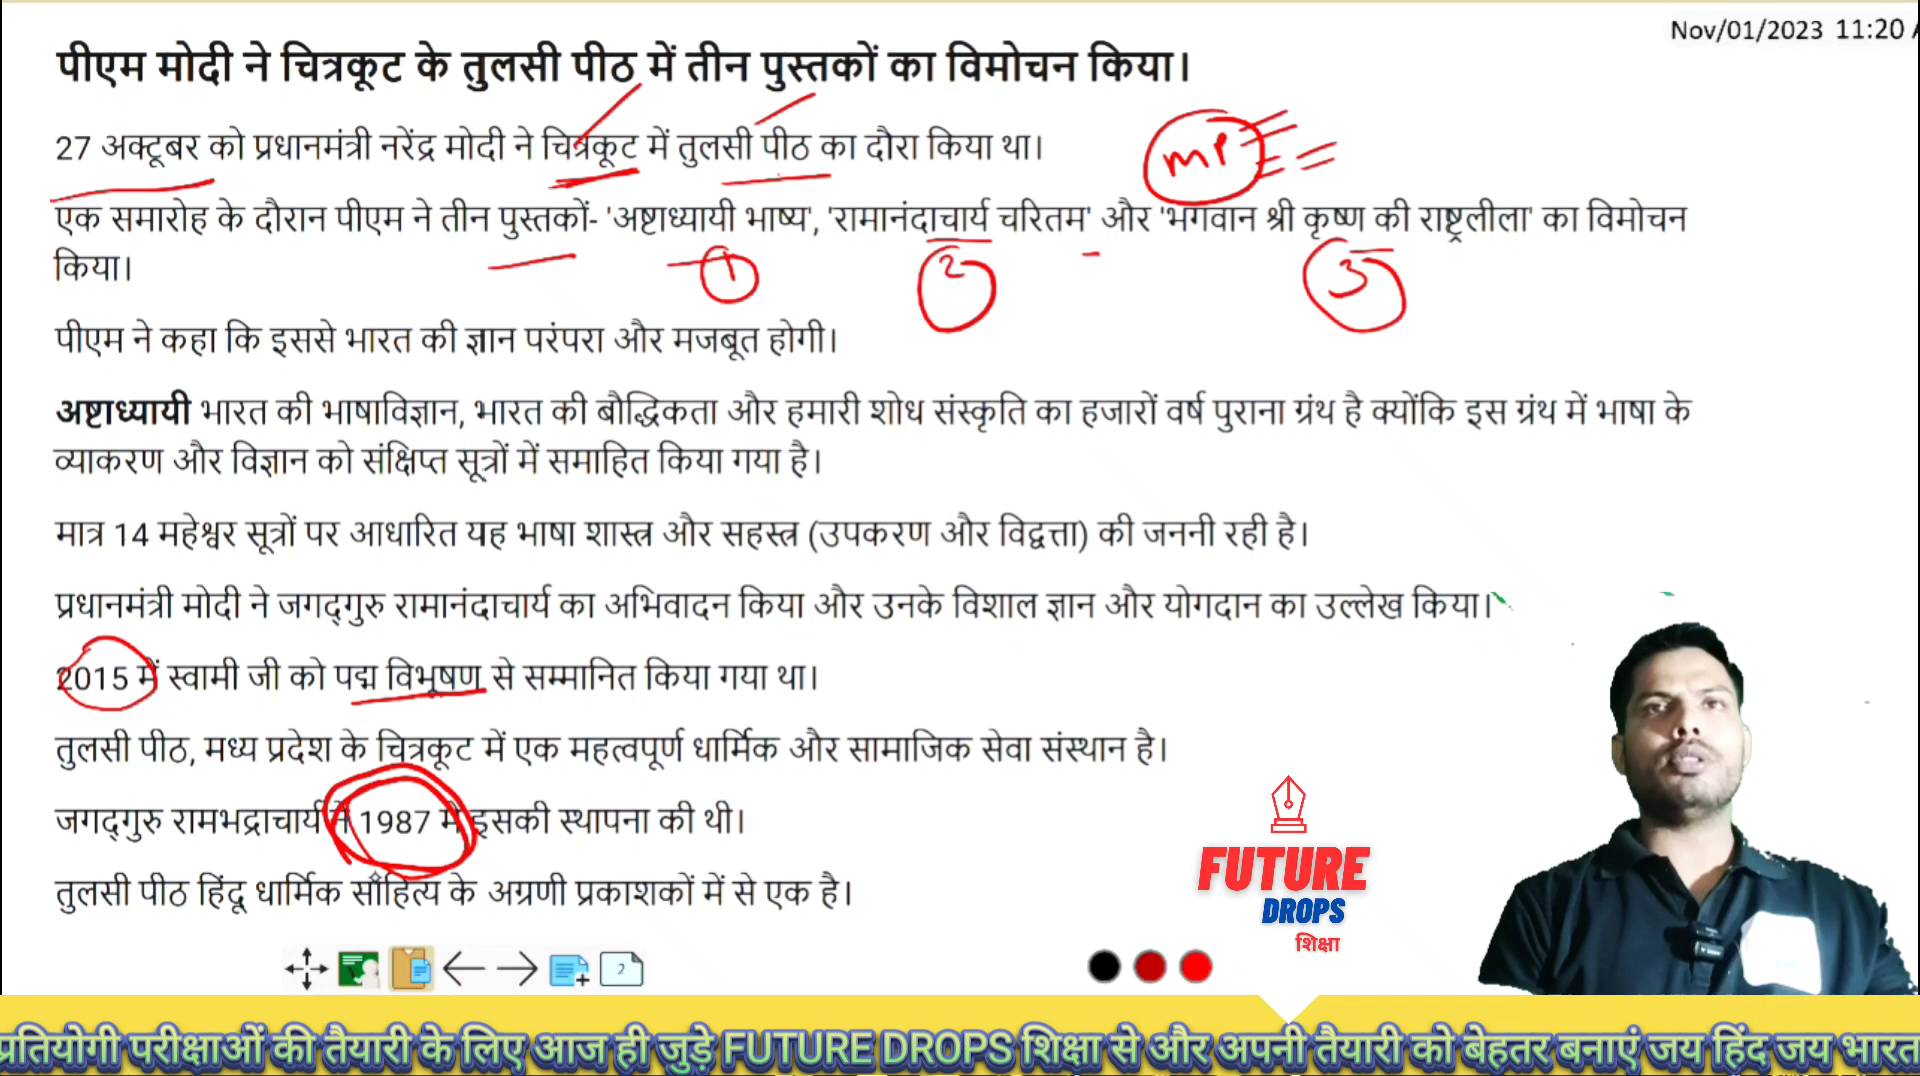 Nov/01/2023 11:20
पीएम मोदी ने चित्रकूट के तुलसी पीठ में तीन पुस्तकों का विमोचन किया।
27 अक्टूबर को प्रधानमंत्री नरेंद्र मोदी ने चित्रकूट में तुलसी पीठ का दौरा किया था।
MP
एक समारोह के दौरान पीएम ने तीन पुस्तकों- 'अष्टाध्यायी भाष्य', 'रामानंदाचार्य चरितम' और 'भगवान श्री कृष्ण की राष्ट्रलीला' का विमोचन
किया।
1 2 3
पीएम ने कहा कि इससे भारत की ज्ञान परंपरा और मजबूत होगी।
अष्टाध्यायी भारत की भाषाविज्ञान, भारत की बौद्धिकता और हमारी शोध संस्कृति का हजारों वर्ष पुराना ग्रंथ है क्योंकि इस ग्रंथ में भाषा के
व्याकरण और विज्ञान को संक्षिप्त सूत्रों में समाहित किया गया है।
मात्र 14 महेश्वर सूत्रों पर आधारित यह भाषा शास्त्र और सहस्त्र (उपकरण और विद्वत्ता) की जननी रही है।
प्रधानमंत्री मोदी ने जगद्गुरु रामानंदाचार्य का अभिवादन किया और उनके विशाल ज्ञान और योगदान का उल्लेख किया।
2015 में स्वामी जी को पद्म विभूषण से सम्मानित किया गया था।
तुलसी पीठ, मध्य प्रदेश के चित्रकूट में एक महत्वपूर्ण धार्मिक और सामाजिक सेवा संस्थान है।
जगद्गुरु रामभद्राचार्य ने 1987 में इसकी स्थापना की थी।
तुलसी पीठ हिंदू धार्मिक साहित्य के अग्रणी प्रकाशकों में से एक है।
FUTURE
DROPS
शिक्षा
2
प्रतियोगी परीक्षाओं की तैयारी के लिए आज ही जुड़े FUTURE DROPS शिक्षा से और अपनी तैयारी को बेहतर बनाएं जय हिंद जय भारत